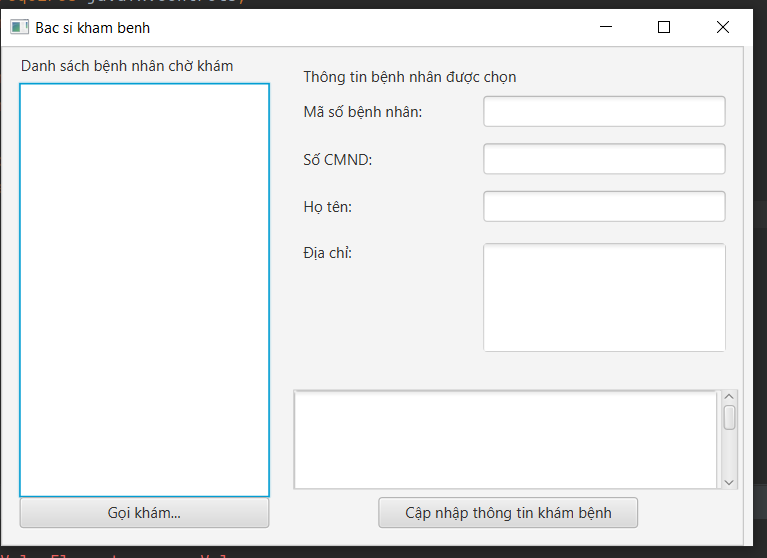 Bac si kham benh
Danh sách bệnh nhân chờ khám
Thông tin bệnh nhân được chọn
Mã số bệnh nhân:
Số CMND:
Họ tên:
Địa chỉ:
Gọi khám...
Cập nhập thông tin khám bệnh